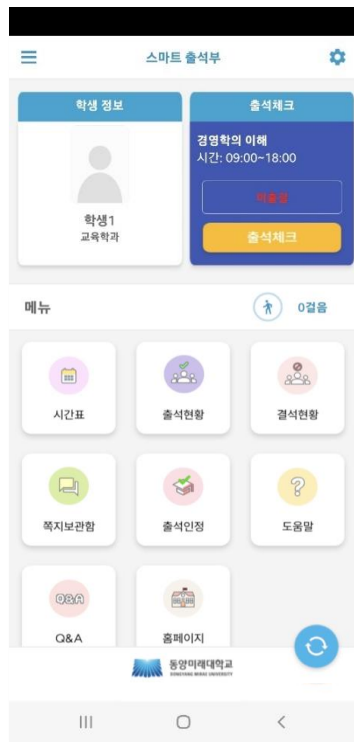 스마트 출석부
학생 정보
학생1
교육학과
출석체크
경영학의 이해
시간: 09:00~18:00
미출결
출석체크
메뉴
0걸음
시간표
출석현황
결석현황
쪽지보관함
출석인정
도움말
Q&A
Q&A
홈페이지
동양미래대학교
DONGYANG MIRAE UNIVERSITY